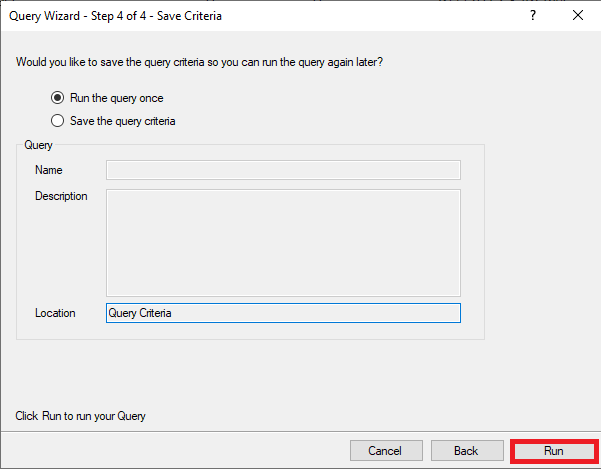 Query Wizard - Step 4 of 4 - Save Criteria
?
Would you like to save the query criteria so you can run the query again later?
Run the query once
Save the query criteria
Query
Name
Description
Location
Query Criteria
Click Run to run your Query
Cancel
Back
Run